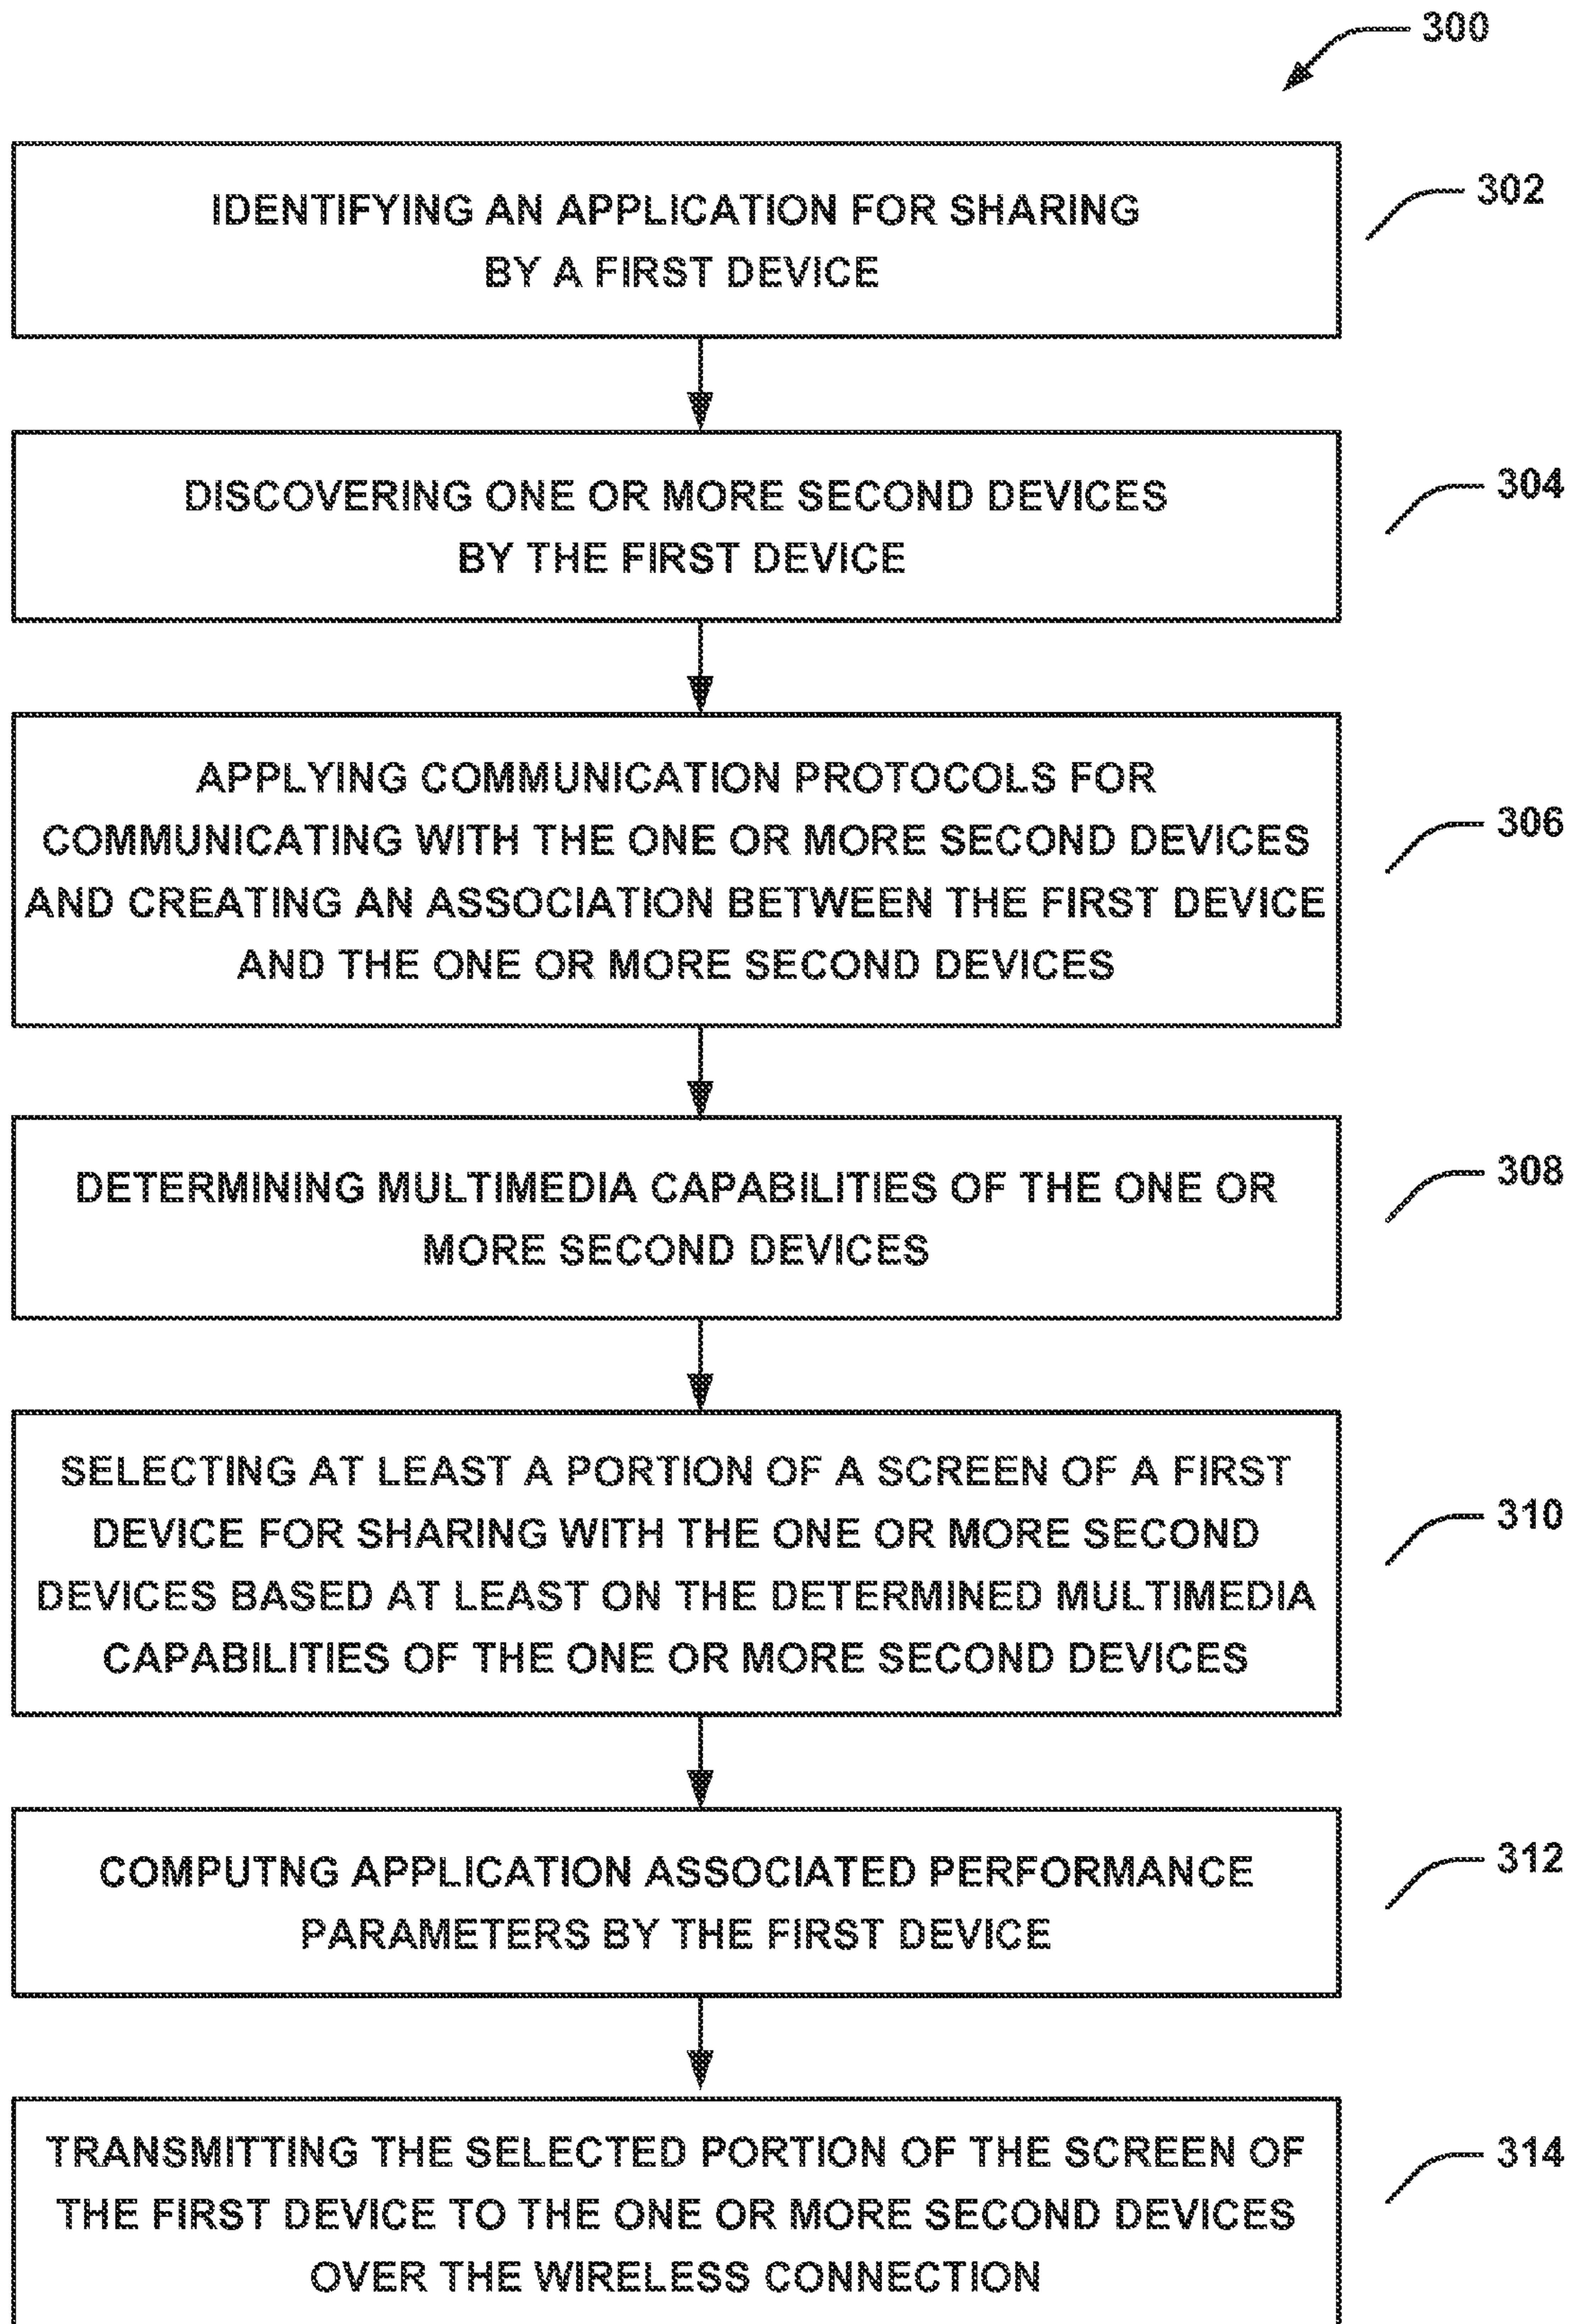 300
IDENTIFYING AN APPLICATION FOR SHARING
BY A FIRST DEVICE
302
DISCOVERING ONE OR MORE SECOND DEVICES
BY THE FIRST DEVICE
304
APPLYING COMMUNICATION PROTOCOLS FOR
COMMUNICATING WITH THE ONE OR MORE SECOND DEVICES
AND CREATING AN ASSOCIATION BETWEEN THE FIRST DEVICE
AND THE ONE OR MORE SECOND DEVICES
306
DETERMINING MULTIMEDIA CAPABILITIES OF THE ONE OR
MORE SECOND DEVICES
308
SELECTING AT LEAST A PORTION OF A SCREEN OF A FIRST
DEVICE FOR SHARING WITH THE ONE OR MORE SECOND
DEVICES BASED AT LEAST ON THE DETERMINED MULTIMEDIA
CAPABILITIES OF THE ONE OR MORE SECOND DEVICES
310
COMPUTNG APPLICATION ASSOCIATED PERFORMANCE
PARAMETERS BY THE FIRST DEVICE
312
TRANSMITTING THE SELECTED PORTION OF THE SCREEN OF
THE FIRST DEVICE TO THE ONE OR MORE SECOND DEVICES
OVER THE WIRELESS CONNECTION
314